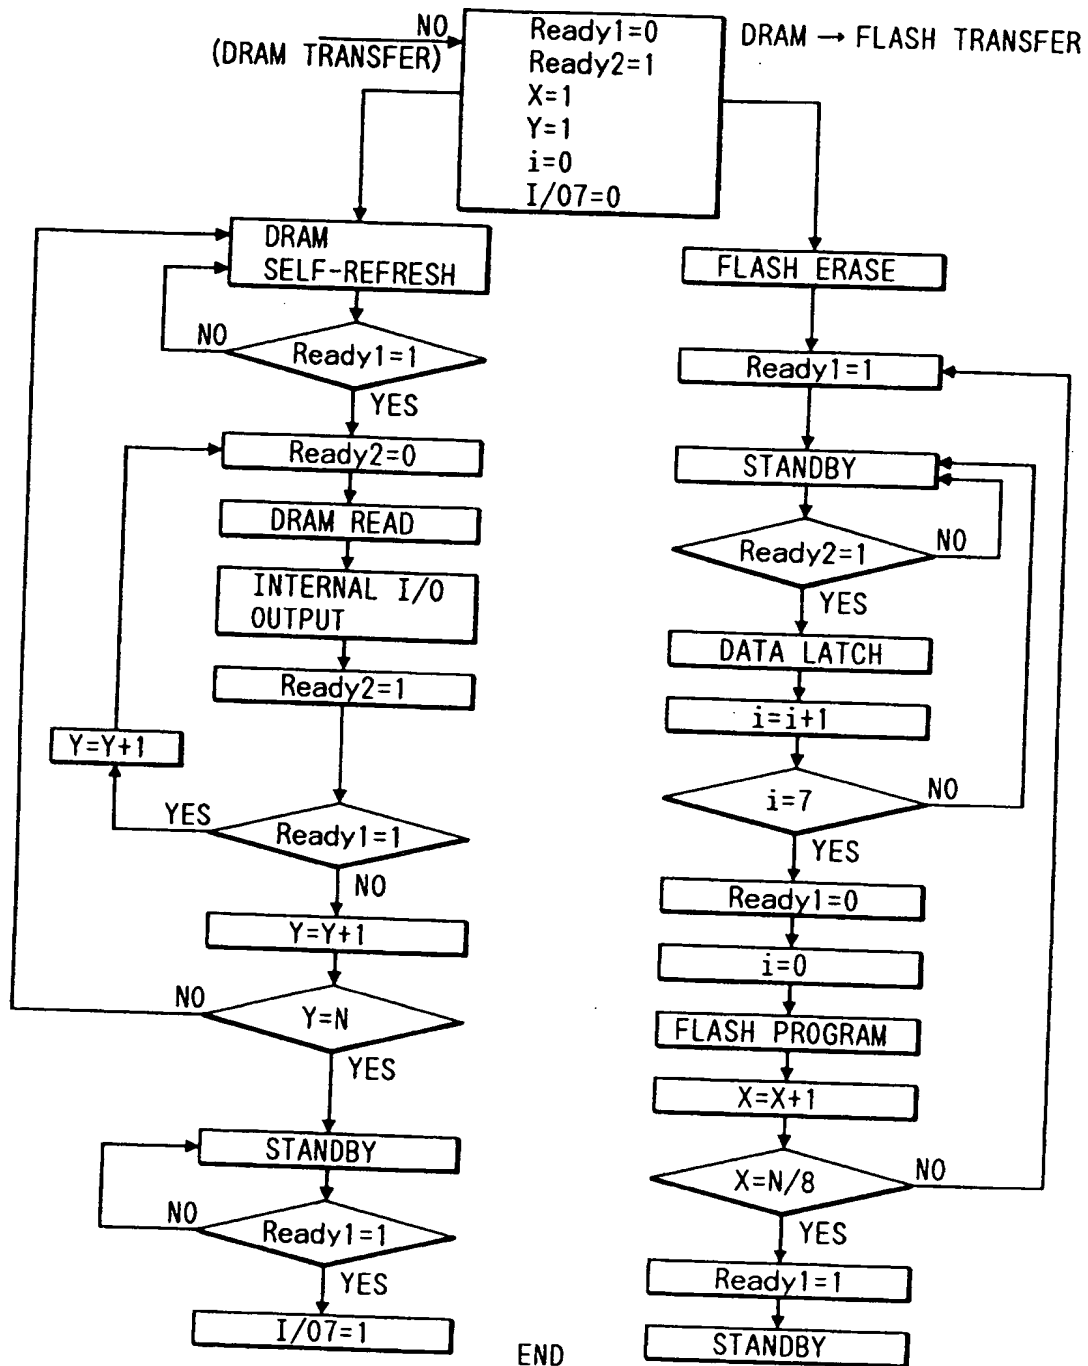 NO
(DRAM TRANSFER)
Ready1=0
Ready2=1
X=1
Y=1
i=0
I/07=0
DRAM → FLASH TRANSFER
DRAM
SELF-REFRESH
NO
Ready1=1
YES
Ready2=0
DRAM READ
INTERNAL I/O
OUTPUT
Ready2=1
Y=Y+1
YES
Ready1=1
NO
Y=Y+1
NO
Y=N
YES
STANDBY
NO
Ready1=1
YES
I/07=1
FLASH ERASE
Ready1=1
STANDBY
Ready2=1
NO
YES
DATA LATCH
i=i+1
i=7
NO
YES
Ready1=0
i=0
FLASH PROGRAM
X=X+1
X=N/8
NO
YES
Ready1=1
STANDBY
END